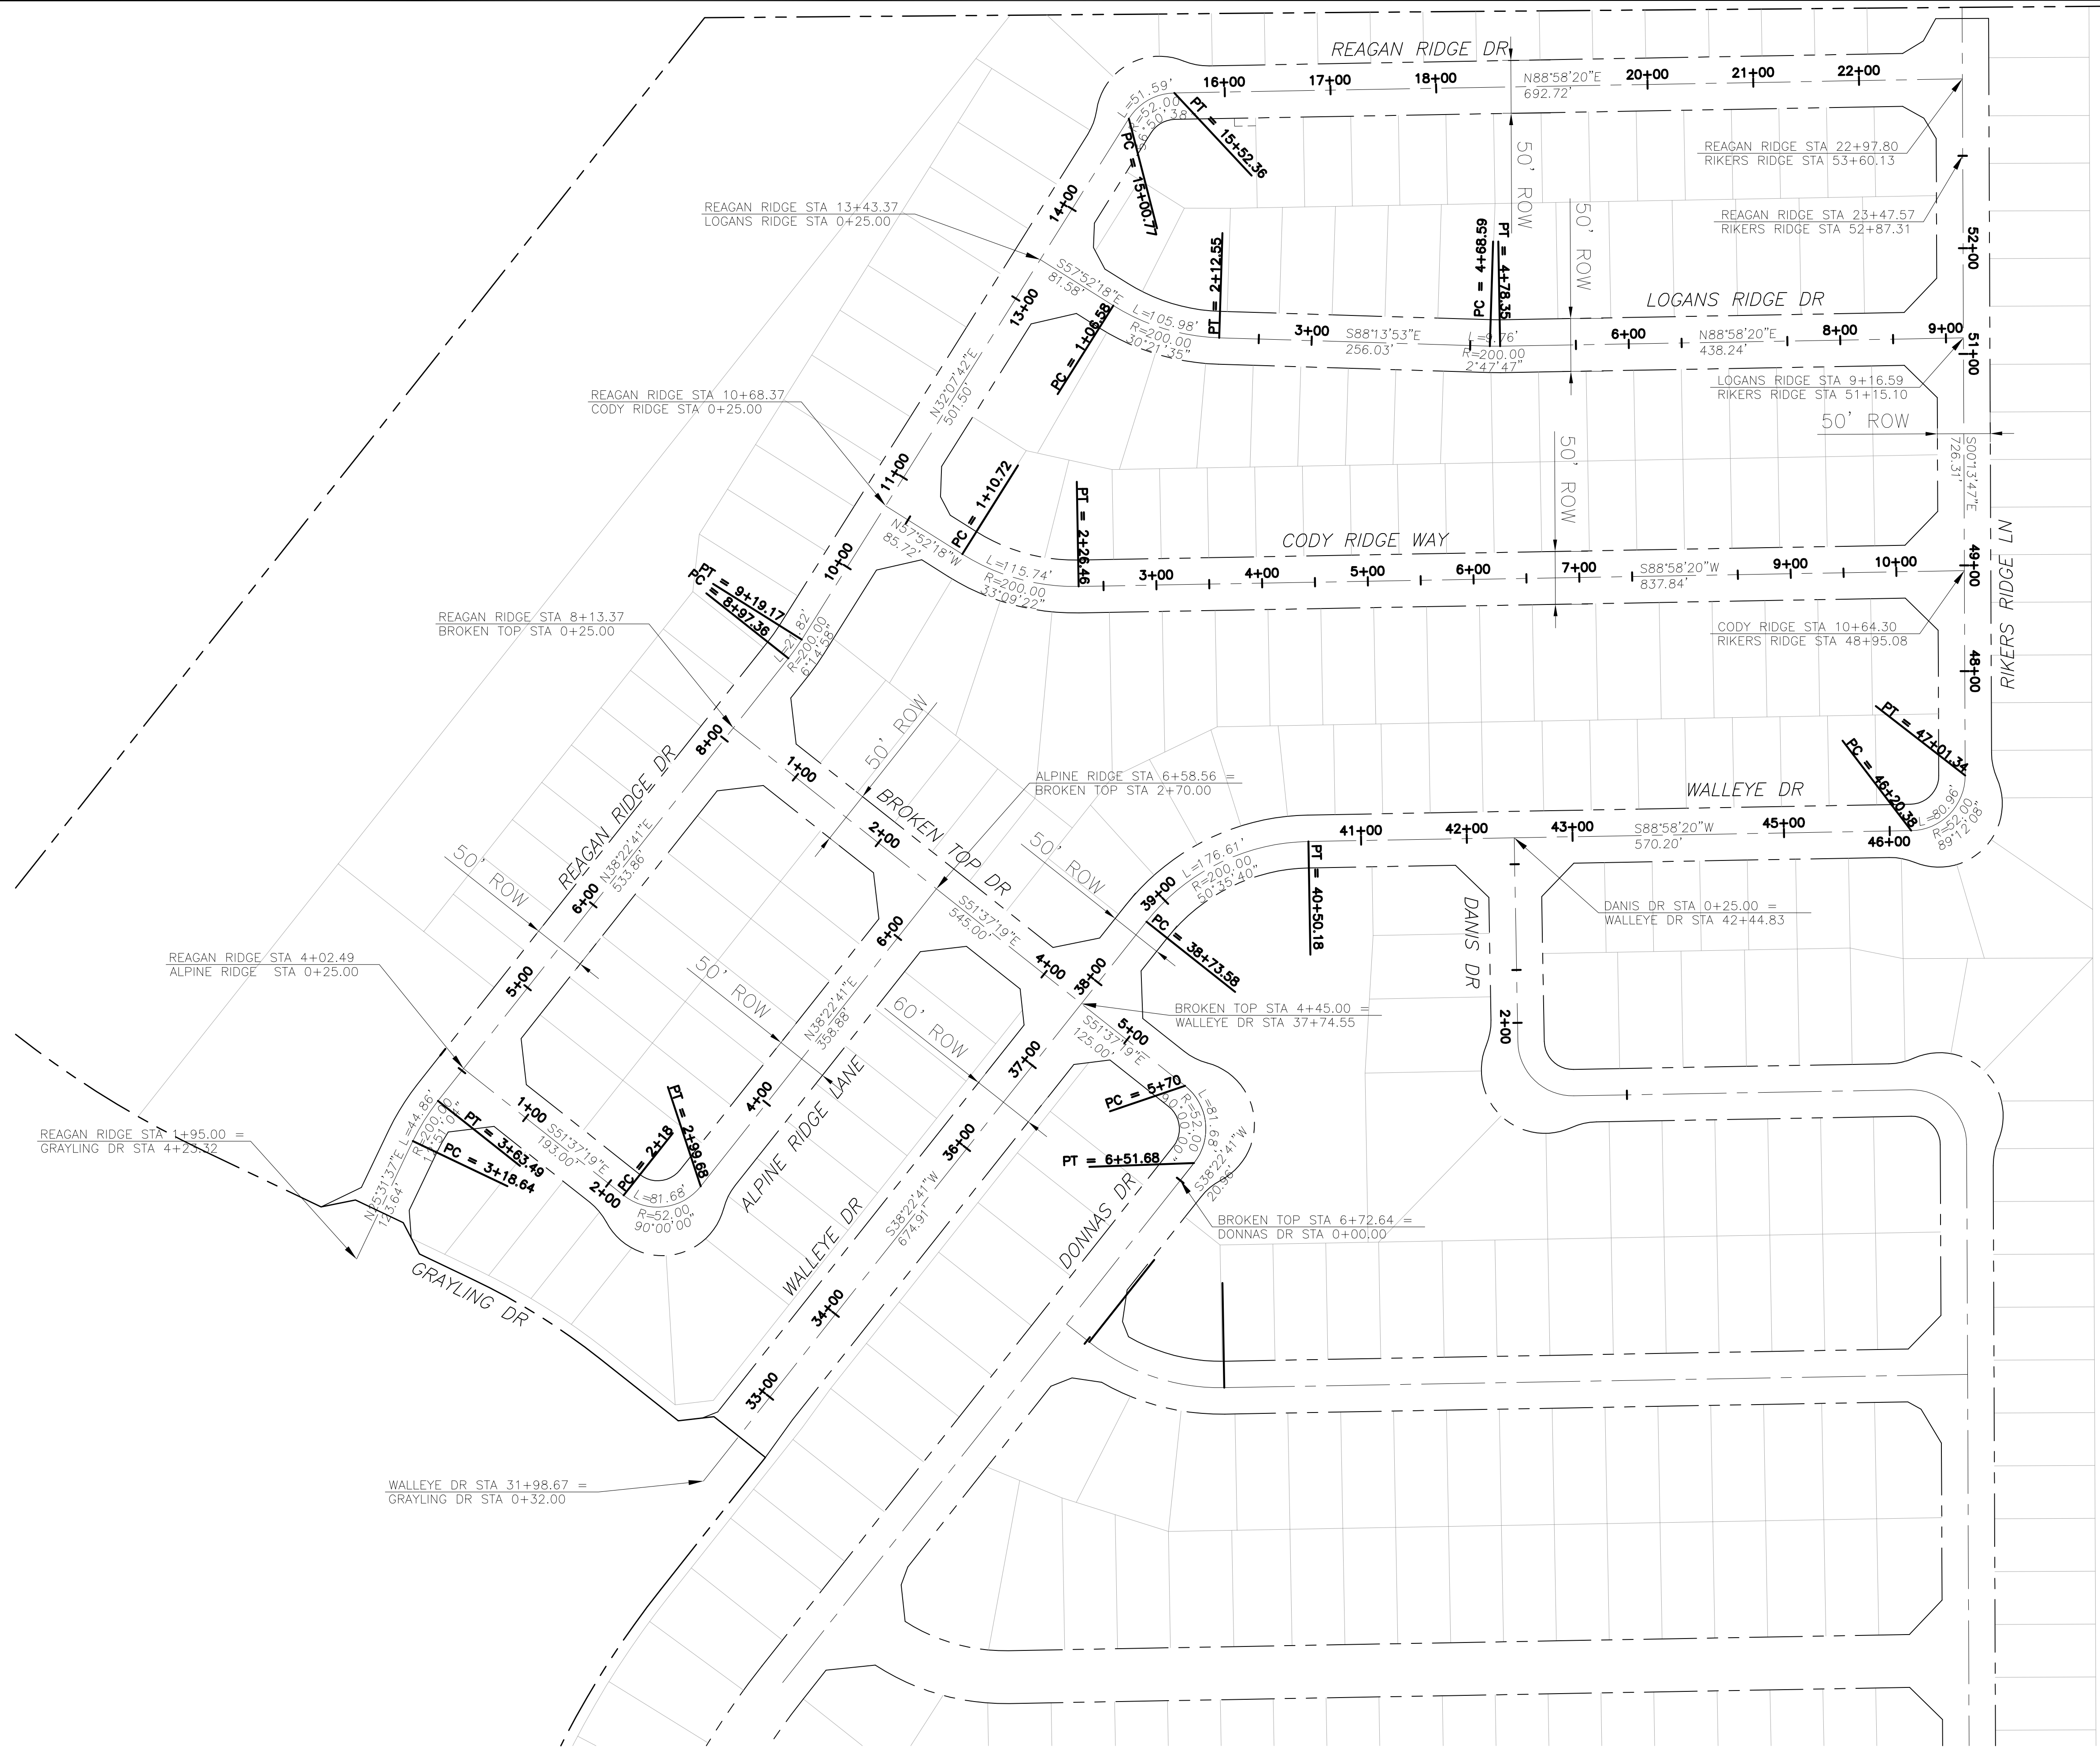 REAGAN RIDGE DR
16+00
17+00
18+00
N88°58'20"E
692.72'
20+00
21+00
22+00
L=51.59'
R=52.00
56°50'38"
PT = 15+52.36
PC = 15+00.77
50' ROW
50' ROW
REAGAN RIDGE STA 22+97.80
RIKERS RIDGE STA 53+60.13
REAGAN RIDGE STA 23+47.57
RIKERS RIDGE STA 52+87.31
14+00
REAGAN RIDGE STA 13+43.37
LOGANS RIDGE STA 0+25.00
52+00
S57°52'18"E
81.58'
13+00
PC = 1+06.58
L=105.98'
R=200.00
30°21'35"
PT = 2+12.55
3+00
S88°13'53"E
256.03'
PC = 4+68.59
PT = 4+78.35
L=9.76'
R=200.00
2°47'47"
LOGANS RIDGE DR
6+00
N88°58'20"E
438.24'
8+00
9+00
51+00
N32°07'42"E
501.50'
LOGANS RIDGE STA 9+16.59
RIKERS RIDGE STA 51+15.10
50' ROW
S00°13'47"E
726.31'
REAGAN RIDGE STA 10+68.37
CODY RIDGE STA 0+25.00
11+00
PC = 1+10.72
PT = 2+26.46
N57°52'18"W
85.72'
L=115.74'
R=200.00
33°09'22"
CODY RIDGE WAY
50' ROW
3+00
4+00
5+00
6+00
7+00
S88°58'20"W
837.84'
9+00
10+00
49+00
RIKERS RIDGE LN
10+00
PT = 9+19.17
PC = 8+97.36
L=21.82'
R=200.00
6°14'58"
REAGAN RIDGE STA 8+13.37
BROKEN TOP STA 0+25.00
CODY RIDGE STA 10+64.30
RIKERS RIDGE STA 48+95.08
48+00
8+00
1+00
50' ROW
PT = 47+01.34
PC = 46+20.38
ALPINE RIDGE STA 6+58.56 =
BROKEN TOP STA 2+70.00
WALLEYE DR
L=80.96'
R=52.00
89°12'08"
REAGAN RIDGE DR
BROKEN TOP DR
2+00
50' ROW
41+00
42+00
43+00
S88°58'20"W
570.20'
45+00
46+00
L=176.61'
R=200.00
50°35'40"
50' ROW
N38°22'41"E
533.86'
6+00
39+00
PC = 38+73.58
PT = 40+50.18
DANIS DR
DANIS DR STA 0+25.00 =
WALLEYE DR STA 42+44.83
S51°37'19"E
545.00'
6+00
4+00
38+00
REAGAN RIDGE STA 4+02.49
ALPINE RIDGE STA 0+25.00
5+00
50' ROW
60' ROW
N38°22'41"E
358.88'
BROKEN TOP STA 4+45.00 =
WALLEYE DR STA 37+74.55
2+00
5+00
S51°37'19"E
125.00'
37+00
PC = 5+70
L=81.68'
R=52.00
90°00'00"
ALPINE RIDGE LANE
4+00
1+00
S51°37'19"E
193.00'
PT = 3+63.49
PC = 3+18.64
L=44.86'
R=200.00
PT = 2+99.68
PC = 2+18
2+00
L=81.68'
R=52.00
90°00'00"
REAGAN RIDGE STA 1+95.00 =
GRAYLING DR STA 4+23.32
N25°31'37"E
123.64'
36+00
PT = 6+51.68
S38°22'41"W
20.96'
S38°22'41"W
674.91'
WALLEYE DR
DONNAS DR
BROKEN TOP STA 6+72.64 =
DONNAS DR STA 0+00.00
GRAYLING DR
34+00
33+00
WALLEYE DR STA 31+98.67 =
GRAYLING DR STA 0+32.00